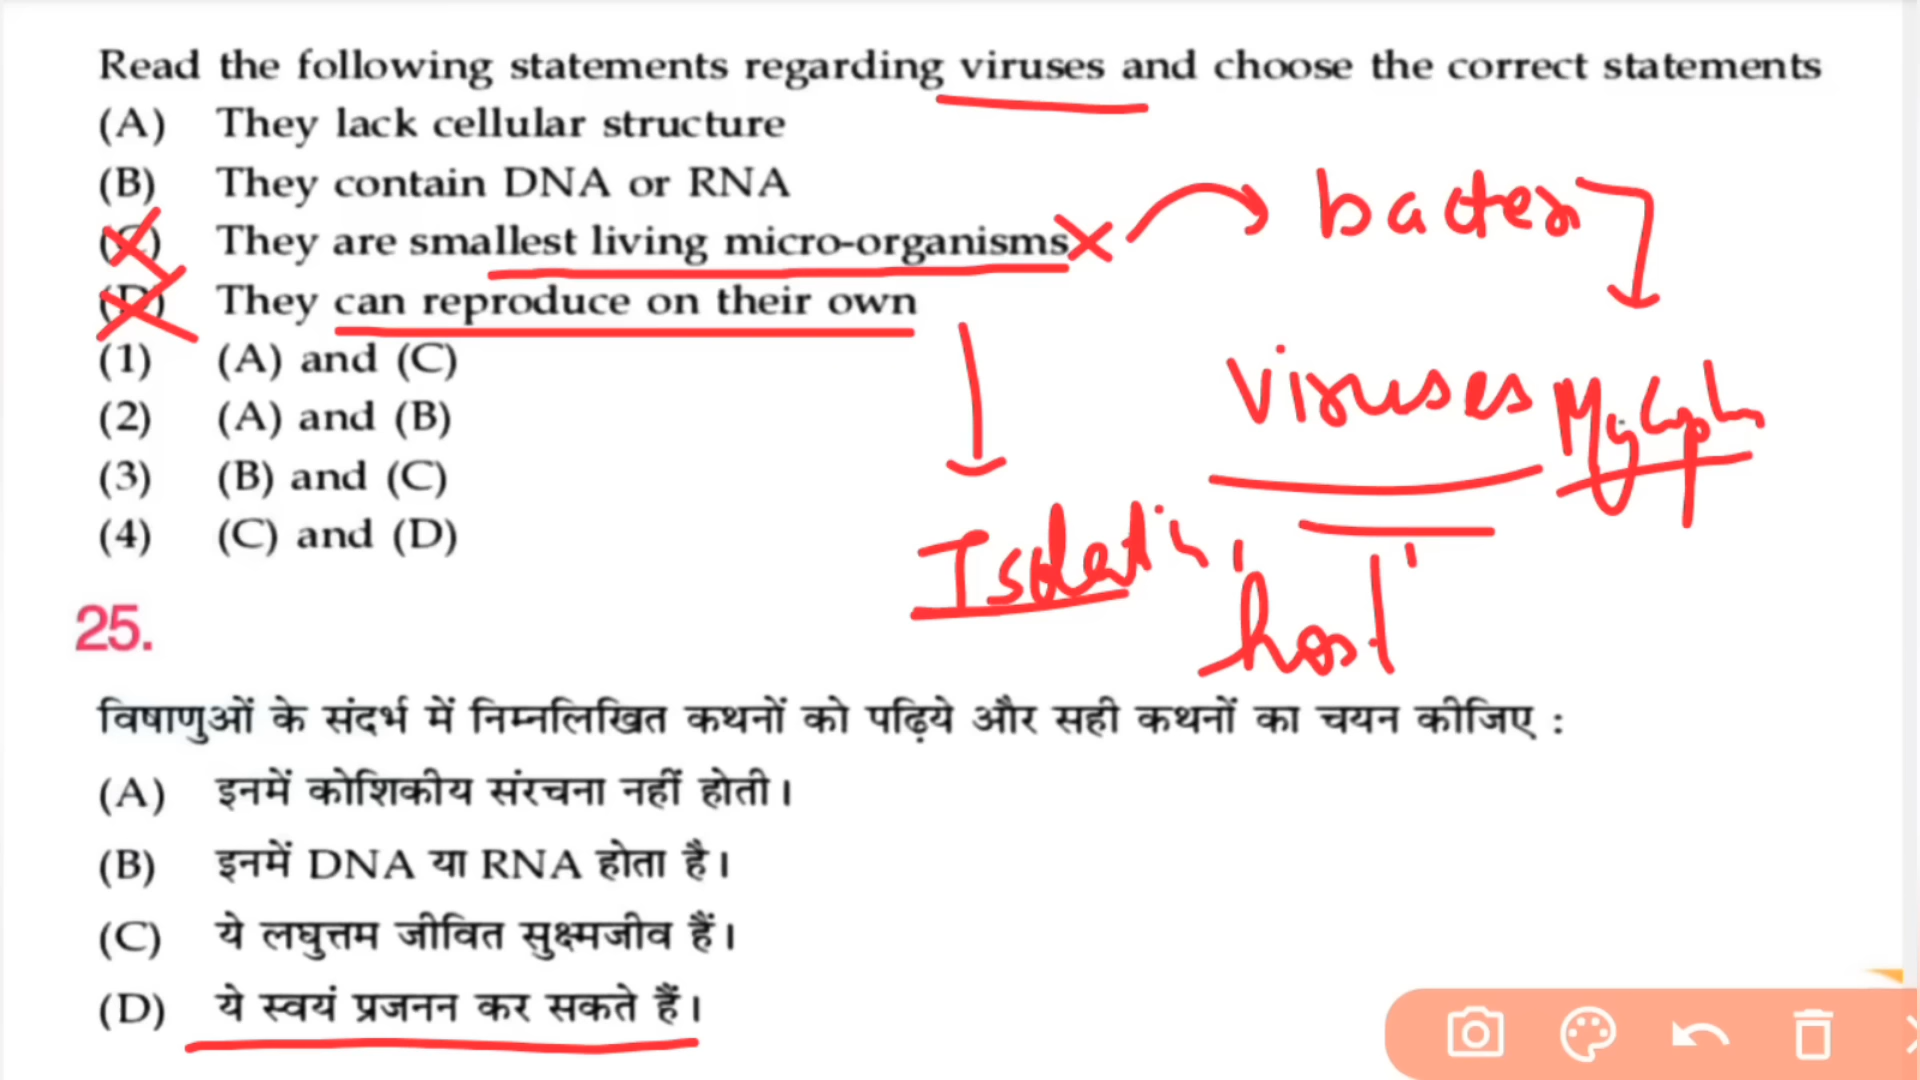 Read the following statements regarding viruses and choose the correct statements
(A) They lack cellular structure
(B) They contain DNA or RNA
(C) They are smallest living micro-organisms
(D) They can reproduce on their own
(1) (A) and (C)
(2) (A) and (B)
(3) (B) and (C)
(4) (C) and (D)
viruses
host
25.
विषाणुओं के संदर्भ में निम्नलिखित कथनों को पढ़िये और सही कथनों का चयन कीजिए :
(A) इनमें कोशिकीय संरचना नहीं होती।
(B) इनमें DNA या RNA होता है।
(C) ये लघुत्तम जीवित सुक्ष्मजीव हैं।
(D) ये स्वयं प्रजनन कर सकते हैं।